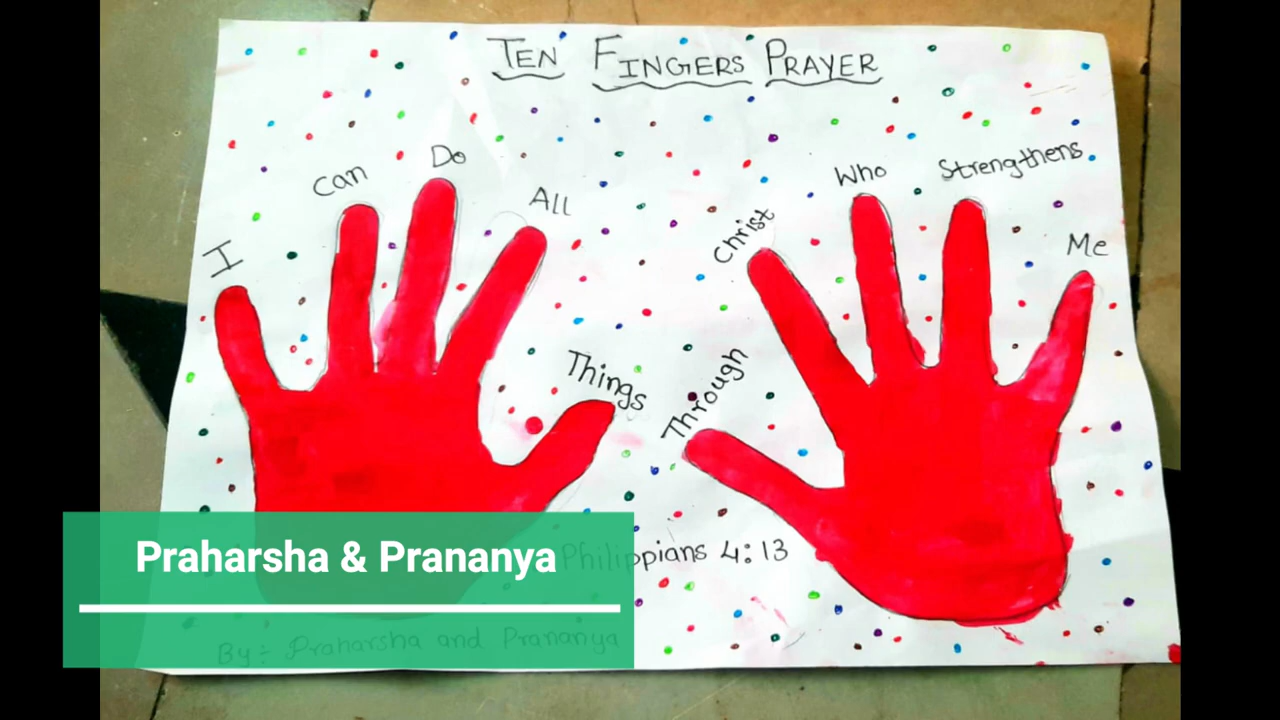 TEN FINGERS PRAYER
I
Can
Do
All
Things
Through
Christ
Who
Strengthens
Me
Philippians 4:13
Praharsha & Prananya
By:- Praharsha and Prananya